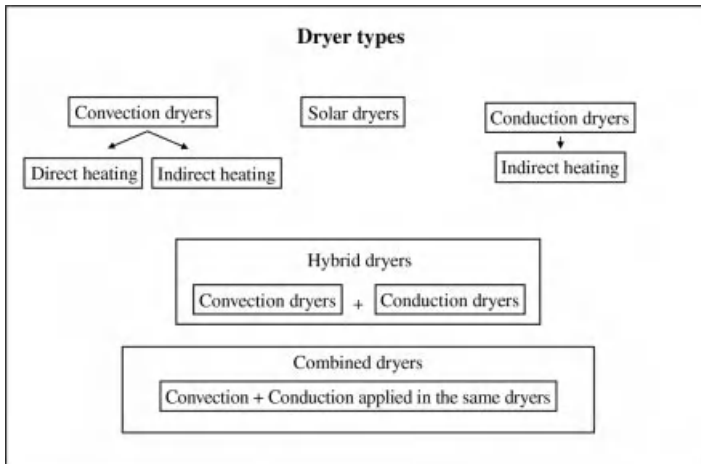 Dryer types
Convection dryers
Solar dryers
Conduction dryers
Direct heating
Indirect heating
Indirect heating
Hybrid dryers
Convection dryers + Conduction dryers
Combined dryers
Convection + Conduction applied in the same dryers